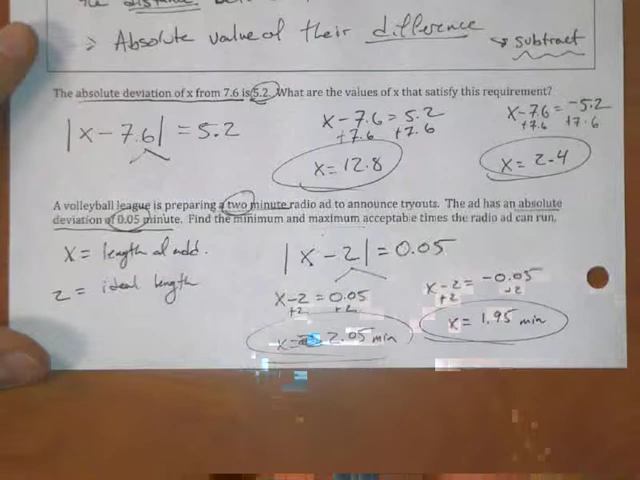 the distance
⇒ Absolute value of their difference → subtract
The absolute deviation of x from 7.6 is 5.2. What are the values of x that satisfy this requirement?
|x-7.6| = 5.2
x-7.6 = 5.2
+7.6 +7.6
x= 12.8
x-7.6 = -5.2
+7.6 +7.6
x= 2.4
A volleyball league is preparing a two minute radio ad to announce tryouts. The ad has an absolute
deviation of 0.05 minute. Find the minimum and maximum acceptable times the radio ad can run.
x = length of add.
2 = ideal length
|x-2| = 0.05
x-2 = 0.05
+2 +2
x= 2.05 min
x-2 = -0.05
+2 +2
x= 1.95 min